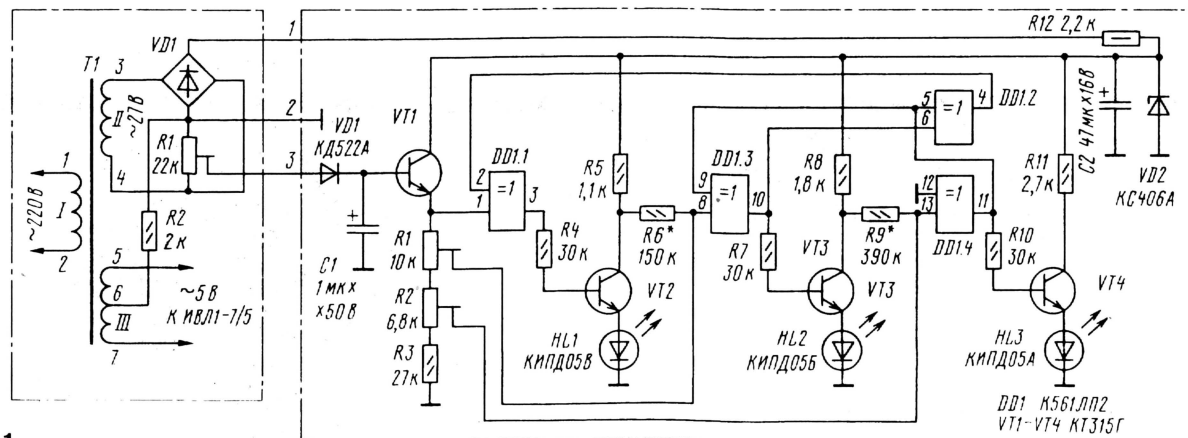 1
R12 2,2 к
VD1
T1
3
II
~27 В
4
R1
22к
2
3
VD1
КД522А
VT1
1
~220 В
I
2
R2
2 к
5
6
III
7
~5 В
К ИВЛ1-7/5
C1
1 мк ×
×50 В
+
R1
10 к
R2
6,8 к
R3
27 к
DD1.1
2
=1
3
1
R4
30 к
R5
1,1 к
R6*
150 к
VT2
HL1
КИПД05В
DD1.3
9
=1
8
10
R7
30 к
R8
1,8 к
VT3
R9*
390 к
VT3
HL2
КИПД05Б
5
=1
6
4
DD1.2
12
=1
13
11
DD1.4
R10
30 к
R11
2,7 к
VT4
HL3
КИПД05А
+
C2 47 мк×16В
VD2
КС406А
DD1 К561ЛП2
VT1-VT4 КТ315Г